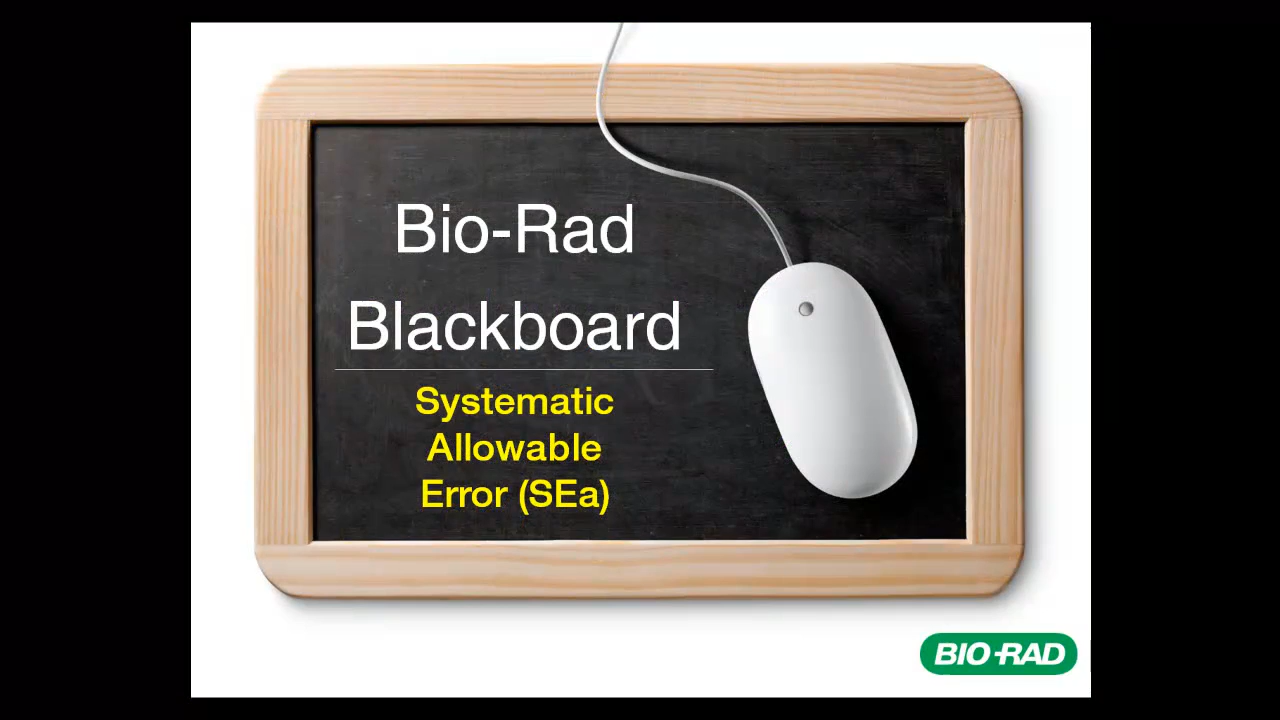 Bio-Rad
Blackboard
Systematic
Allowable
Error (SEa)
BIO-RAD